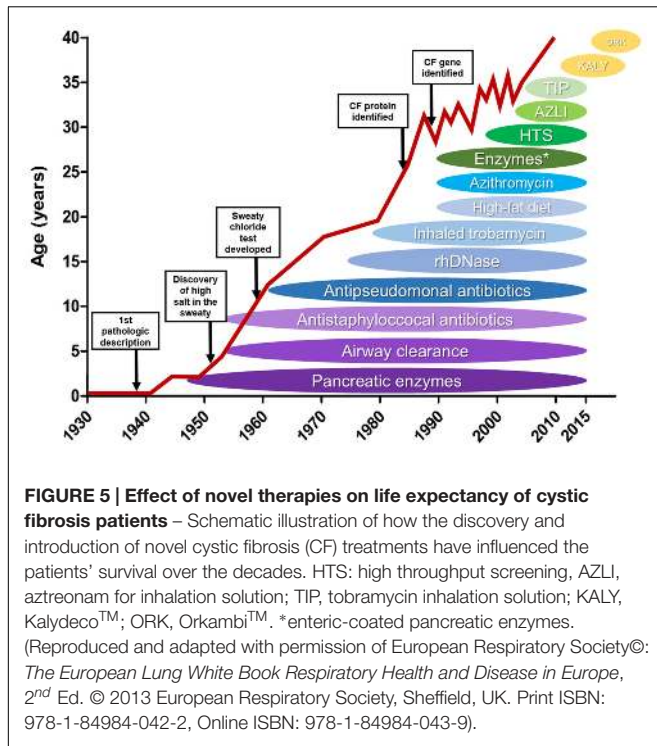 40
35
30
25
20
15
10
5
0
Age (years)
1930
1940
1950
1960
1970
1980
1990
2000
2010
2015
1st
pathologic
description
Discovery
of high
salt in the
sweaty
Sweaty
chloride
test
developed
CF protein
identified
CF gene
identified
ORK
KALY
TIP
AZLI
HTS
Enzymes*
Azithromycin
High-fat diet
Inhaled trobamycin
rhDNase
Antipseudomonal antibiotics
Antistaphyloccocal antibiotics
Airway clearance
Pancreatic enzymes
FIGURE 5 | Effect of novel therapies on life expectancy of cystic
fibrosis patients – Schematic illustration of how the discovery and
introduction of novel cystic fibrosis (CF) treatments have influenced the
patients' survival over the decades. HTS: high throughput screening, AZLI,
aztreonam for inhalation solution; TIP, tobramycin inhalation solution; KALY,
Kalydeco™; ORK, Orkambi™. *enteric-coated pancreatic enzymes.
(Reproduced and adapted with permission of European Respiratory Society©:
The European Lung White Book Respiratory Health and Disease in Europe,
2nd Ed. © 2013 European Respiratory Society, Sheffield, UK. Print ISBN:
978-1-84984-042-2, Online ISBN: 978-1-84984-043-9).